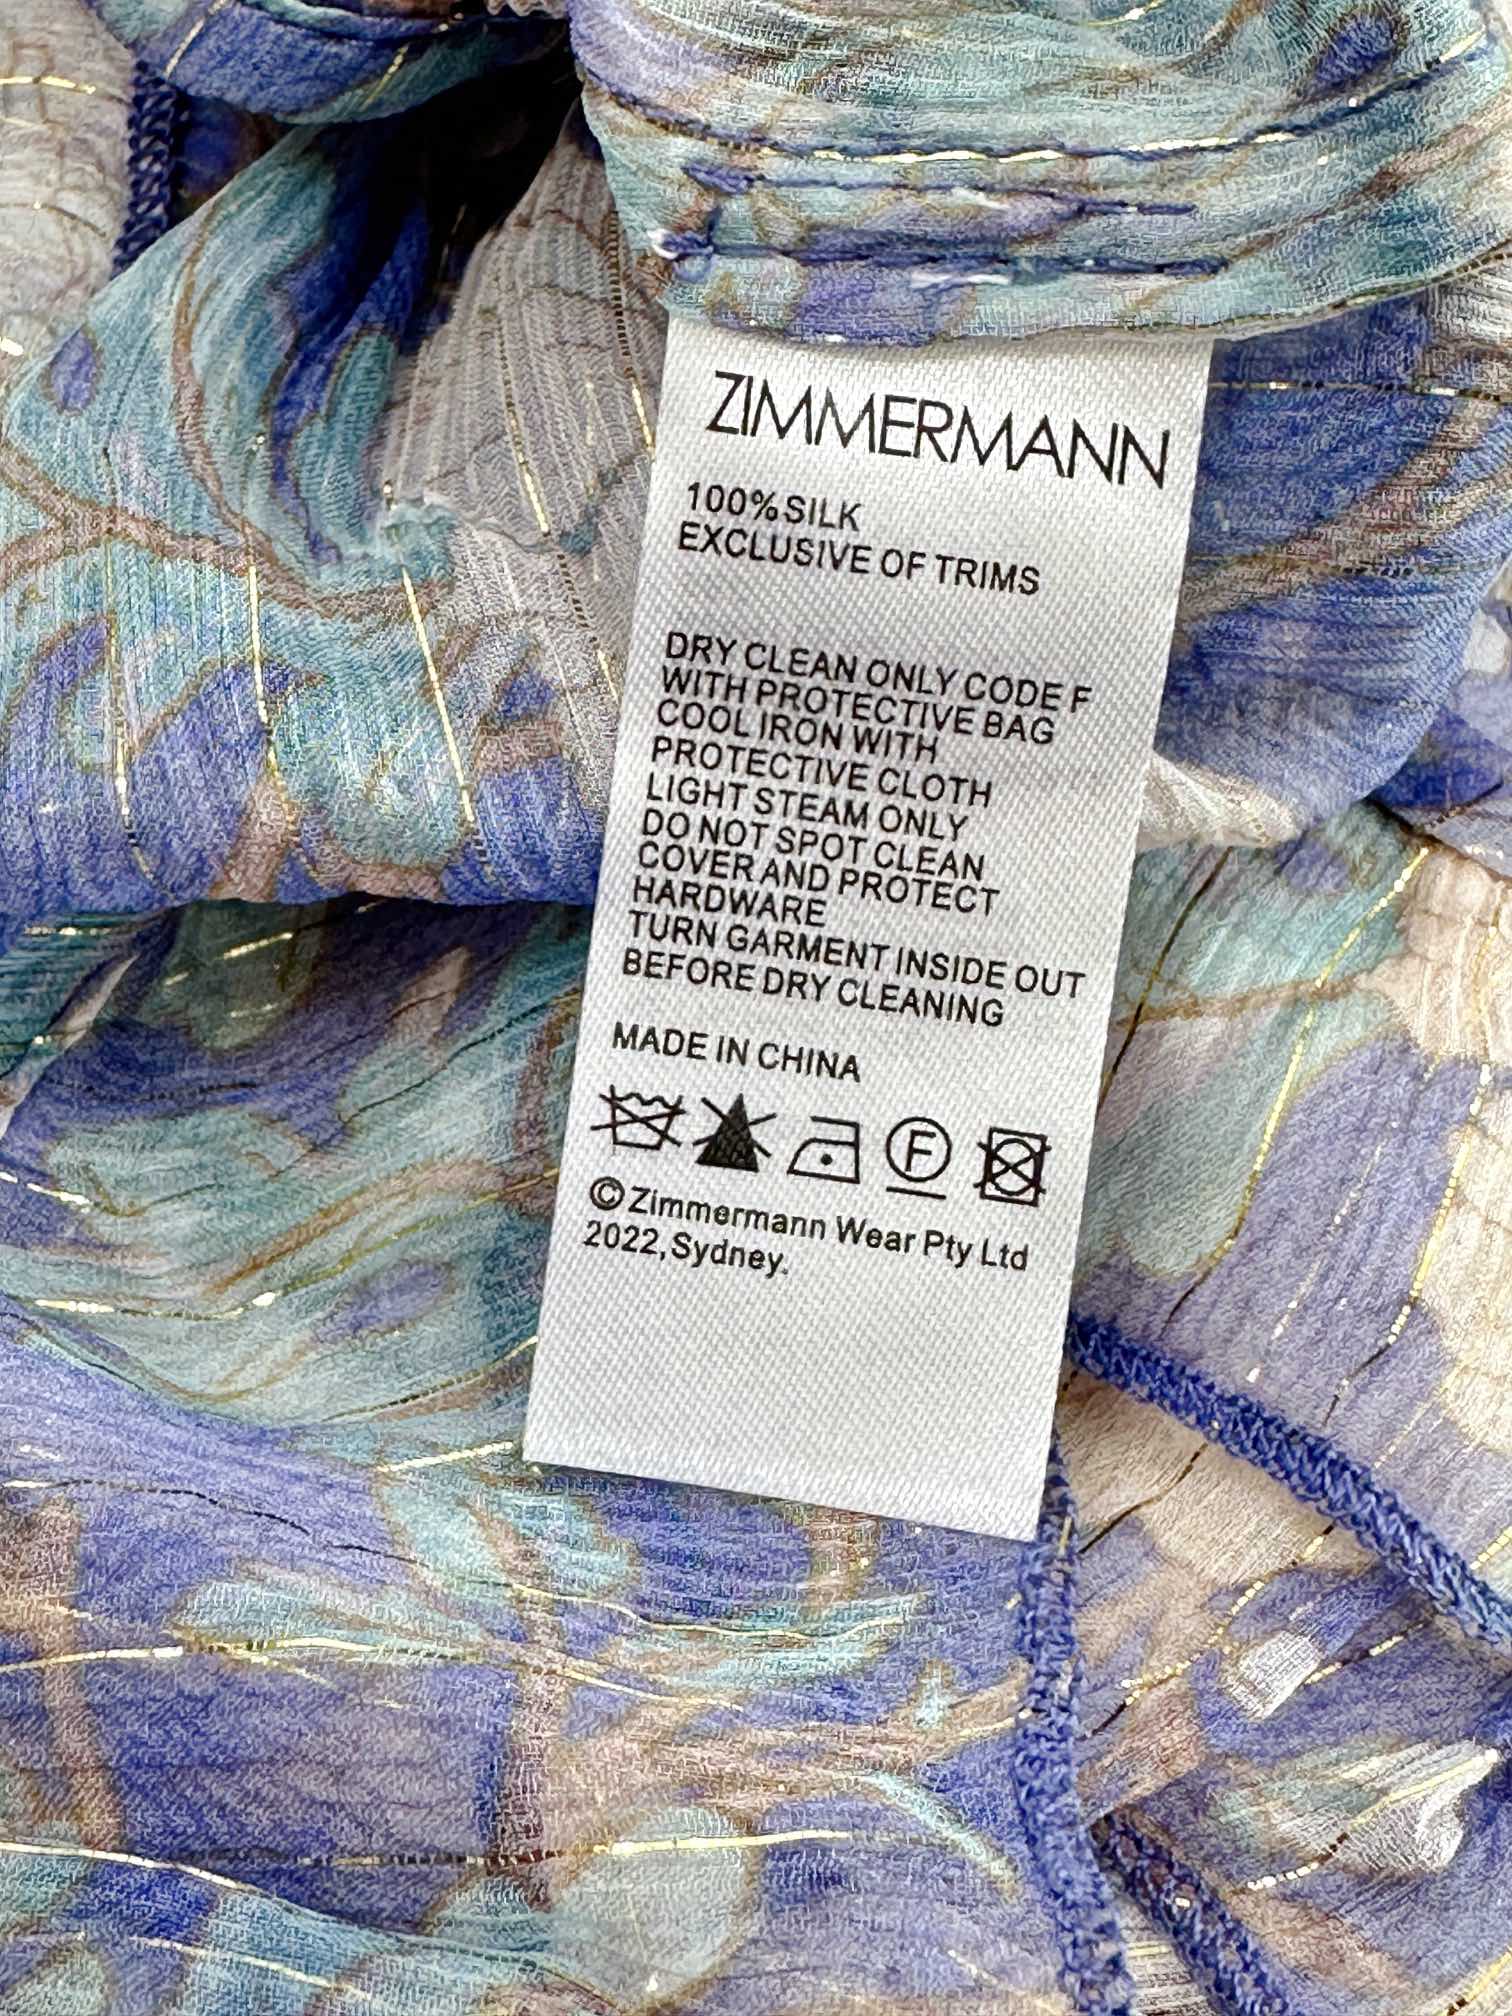 ZIMMERMANN
100% SILK
EXCLUSIVE OF TRIMS
DRY CLEAN ONLY CODE F
WITH PROTECTIVE BAG
COOL IRON WITH
PROTECTIVE CLOTH
LIGHT STEAM ONLY
DO NOT SPOT CLEAN
COVER AND PROTECT
HARDWARE
TURN GARMENT INSIDE OUT
BEFORE DRY CLEANING
MADE IN CHINA
F
© Zimmermann Wear Pty Ltd
2022, Sydney.